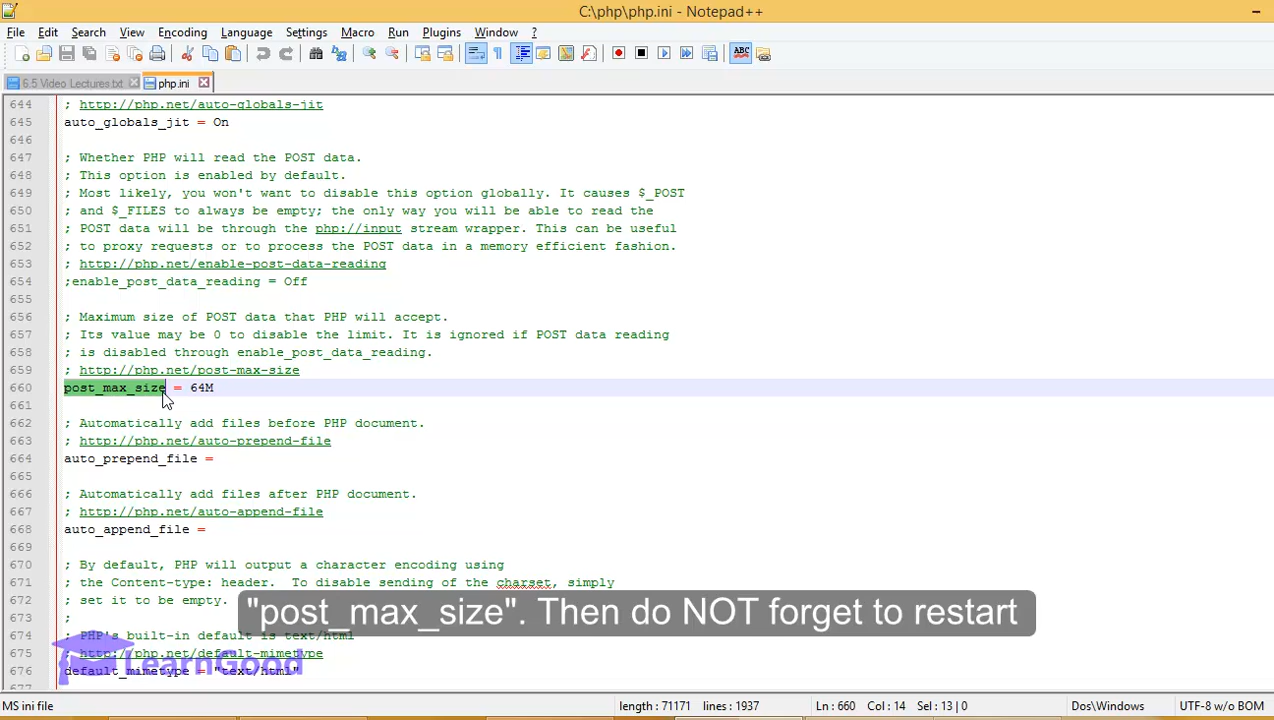 C:\php\php.ini - Notepad++
File Edit Search View Encoding Language Settings Macro Run Plugins Window ?
ABC
6.5 Video Lectures.txt php.ini
644 ; http://php.net/auto-globals-jit
645 auto_globals_jit = On
646
647 ; Whether PHP will read the POST data.
648 ; This option is enabled by default.
649 ; Most likely, you won't want to disable this option globally. It causes $_POST
650 ; and $_FILES to always be empty; the only way you will be able to read the
651 ; POST data will be through the php://input stream wrapper. This can be useful
652 ; to proxy requests or to process the POST data in a memory efficient fashion.
653 ; http://php.net/enable-post-data-reading
654 ;enable_post_data_reading = Off
655
656 ; Maximum size of POST data that PHP will accept.
657 ; Its value may be 0 to disable the limit. It is ignored if POST data reading
658 ; is disabled through enable_post_data_reading.
659 ; http://php.net/post-max-size
660 post_max_size = 64M
661
662 ; Automatically add files before PHP document.
663 ; http://php.net/auto-prepend-file
664 auto_prepend_file =
665
666 ; Automatically add files after PHP document.
667 ; http://php.net/auto-append-file
668 auto_append_file =
669
670 ; By default, PHP will output a character encoding using
671 ; the Content-type: header.  To disable sending of the charset, simply
672 ; set it to be empty.
673 ;
674 ; PHP's built-in default is text/html
675 ; http://php.net/default-mimetype
676 default_mimetype = "text/html"
677
"post_max_size". Then do NOT forget to restart
LearnGood
MS ini file length : 71171 lines : 1937 Ln : 660 Col : 14 Sel : 13 | 0 Dos\Windows UTF-8 w/o BOM